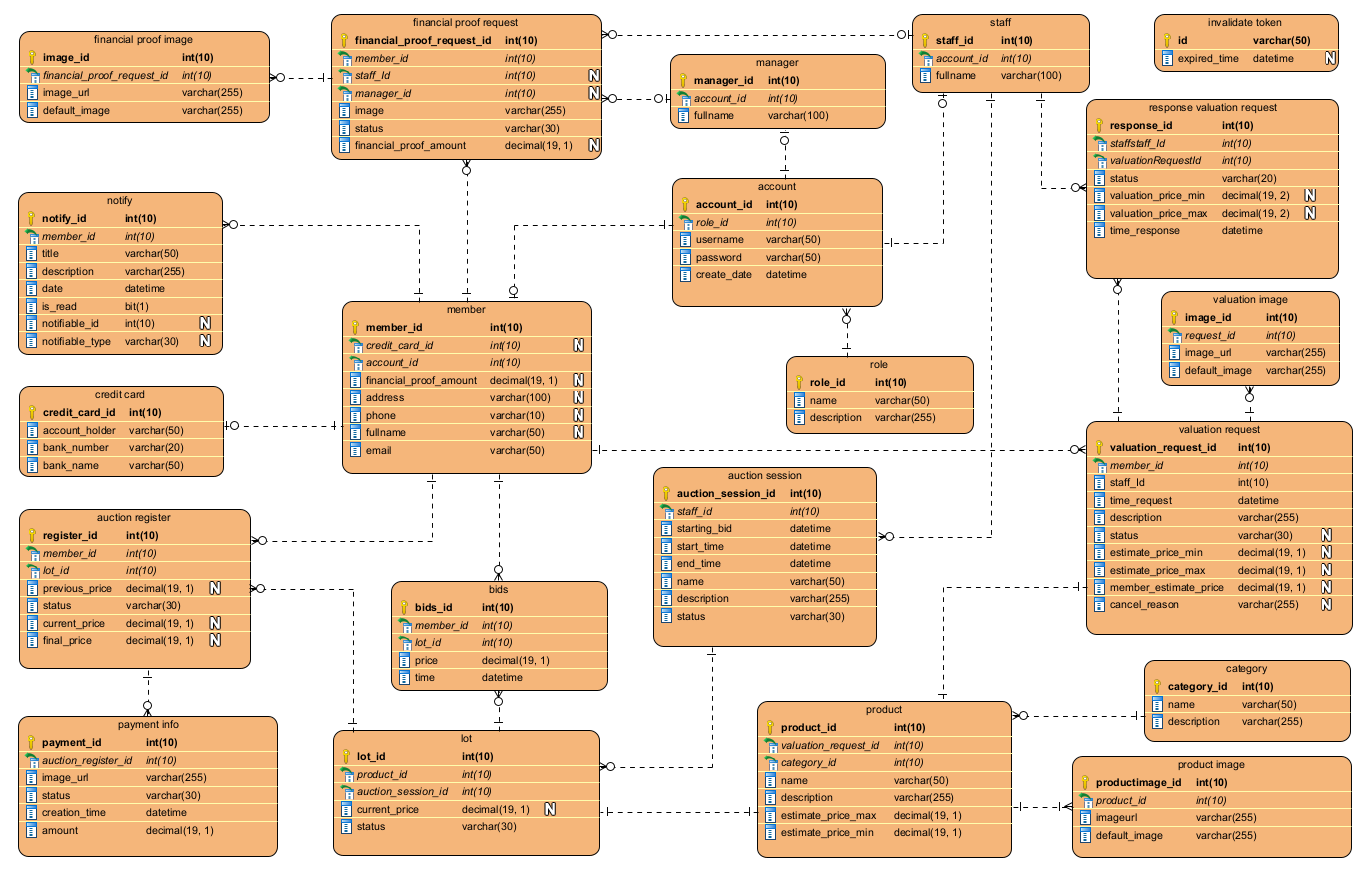 financial proof image
image_id int(10)
financial_proof_request_id int(10)
image_url varchar(255)
default_image varchar(255)
financial proof request
financial_proof_request_id int(10)
member_id int(10)
staff_Id int(10) N
manager_id int(10) N
image varchar(255)
status varchar(30)
financial_proof_amount decimal(19, 1) N
manager
manager_id int(10)
account_id int(10)
fullname varchar(100)
staff
staff_id int(10)
account_id int(10)
fullname varchar(100)
invalidate token
id varchar(50)
expired_time datetime N
response valuation request
response_id int(10)
staffstaff_Id int(10)
valuationRequestId int(10)
status varchar(20)
valuation_price_min decimal(19, 2) N
valuation_price_max decimal(19, 2) N
time_response datetime
notify
notify_id int(10)
member_id int(10)
title varchar(50)
description varchar(255)
date datetime
is_read bit(1)
notifiable_id int(10) N
notifiable_type varchar(30) N
account
account_id int(10)
role_id int(10)
username varchar(50)
password varchar(50)
create_date datetime
member
member_id int(10)
credit_card_id int(10) N
account_id int(10)
financial_proof_amount decimal(19, 1) N
address varchar(100) N
phone varchar(10) N
fullname varchar(50) N
email varchar(50)
role
role_id int(10)
name varchar(50)
description varchar(255)
valuation image
image_id int(10)
request_id int(10)
image_url varchar(255)
default_image varchar(255)
credit card
credit_card_id int(10)
account_holder varchar(50)
bank_number varchar(20)
bank_name varchar(50)
valuation request
valuation_request_id int(10)
member_id int(10)
staff_Id int(10)
time_request datetime
description varchar(255)
status varchar(30) N
estimate_price_min decimal(19, 1) N
estimate_price_max decimal(19, 1) N
member_estimate_price decimal(19, 1) N
cancel_reason varchar(255) N
auction session
auction_session_id int(10)
staff_id int(10)
starting_bid datetime
start_time datetime
end_time datetime
name varchar(50)
description varchar(255)
status varchar(30)
auction register
register_id int(10)
member_id int(10)
lot_id int(10)
previous_price decimal(19, 1) N
status varchar(30)
current_price decimal(19, 1) N
final_price decimal(19, 1) N
bids
bids_id int(10)
member_id int(10)
lot_id int(10)
price decimal(19, 1)
time datetime
category
category_id int(10)
name varchar(50)
description varchar(255)
payment info
payment_id int(10)
auction_register_id int(10)
image_url varchar(255)
status varchar(30)
creation_time datetime
amount decimal(19, 1)
lot
lot_id int(10)
product_id int(10)
auction_session_id int(10)
current_price decimal(19, 1) N
status varchar(30)
product
product_id int(10)
valuation_request_id int(10)
category_id int(10)
name varchar(50)
description varchar(255)
estimate_price_max decimal(19, 1)
estimate_price_min decimal(19, 1)
product image
productimage_id int(10)
product_id int(10)
imageurl varchar(255)
default_image varchar(255)